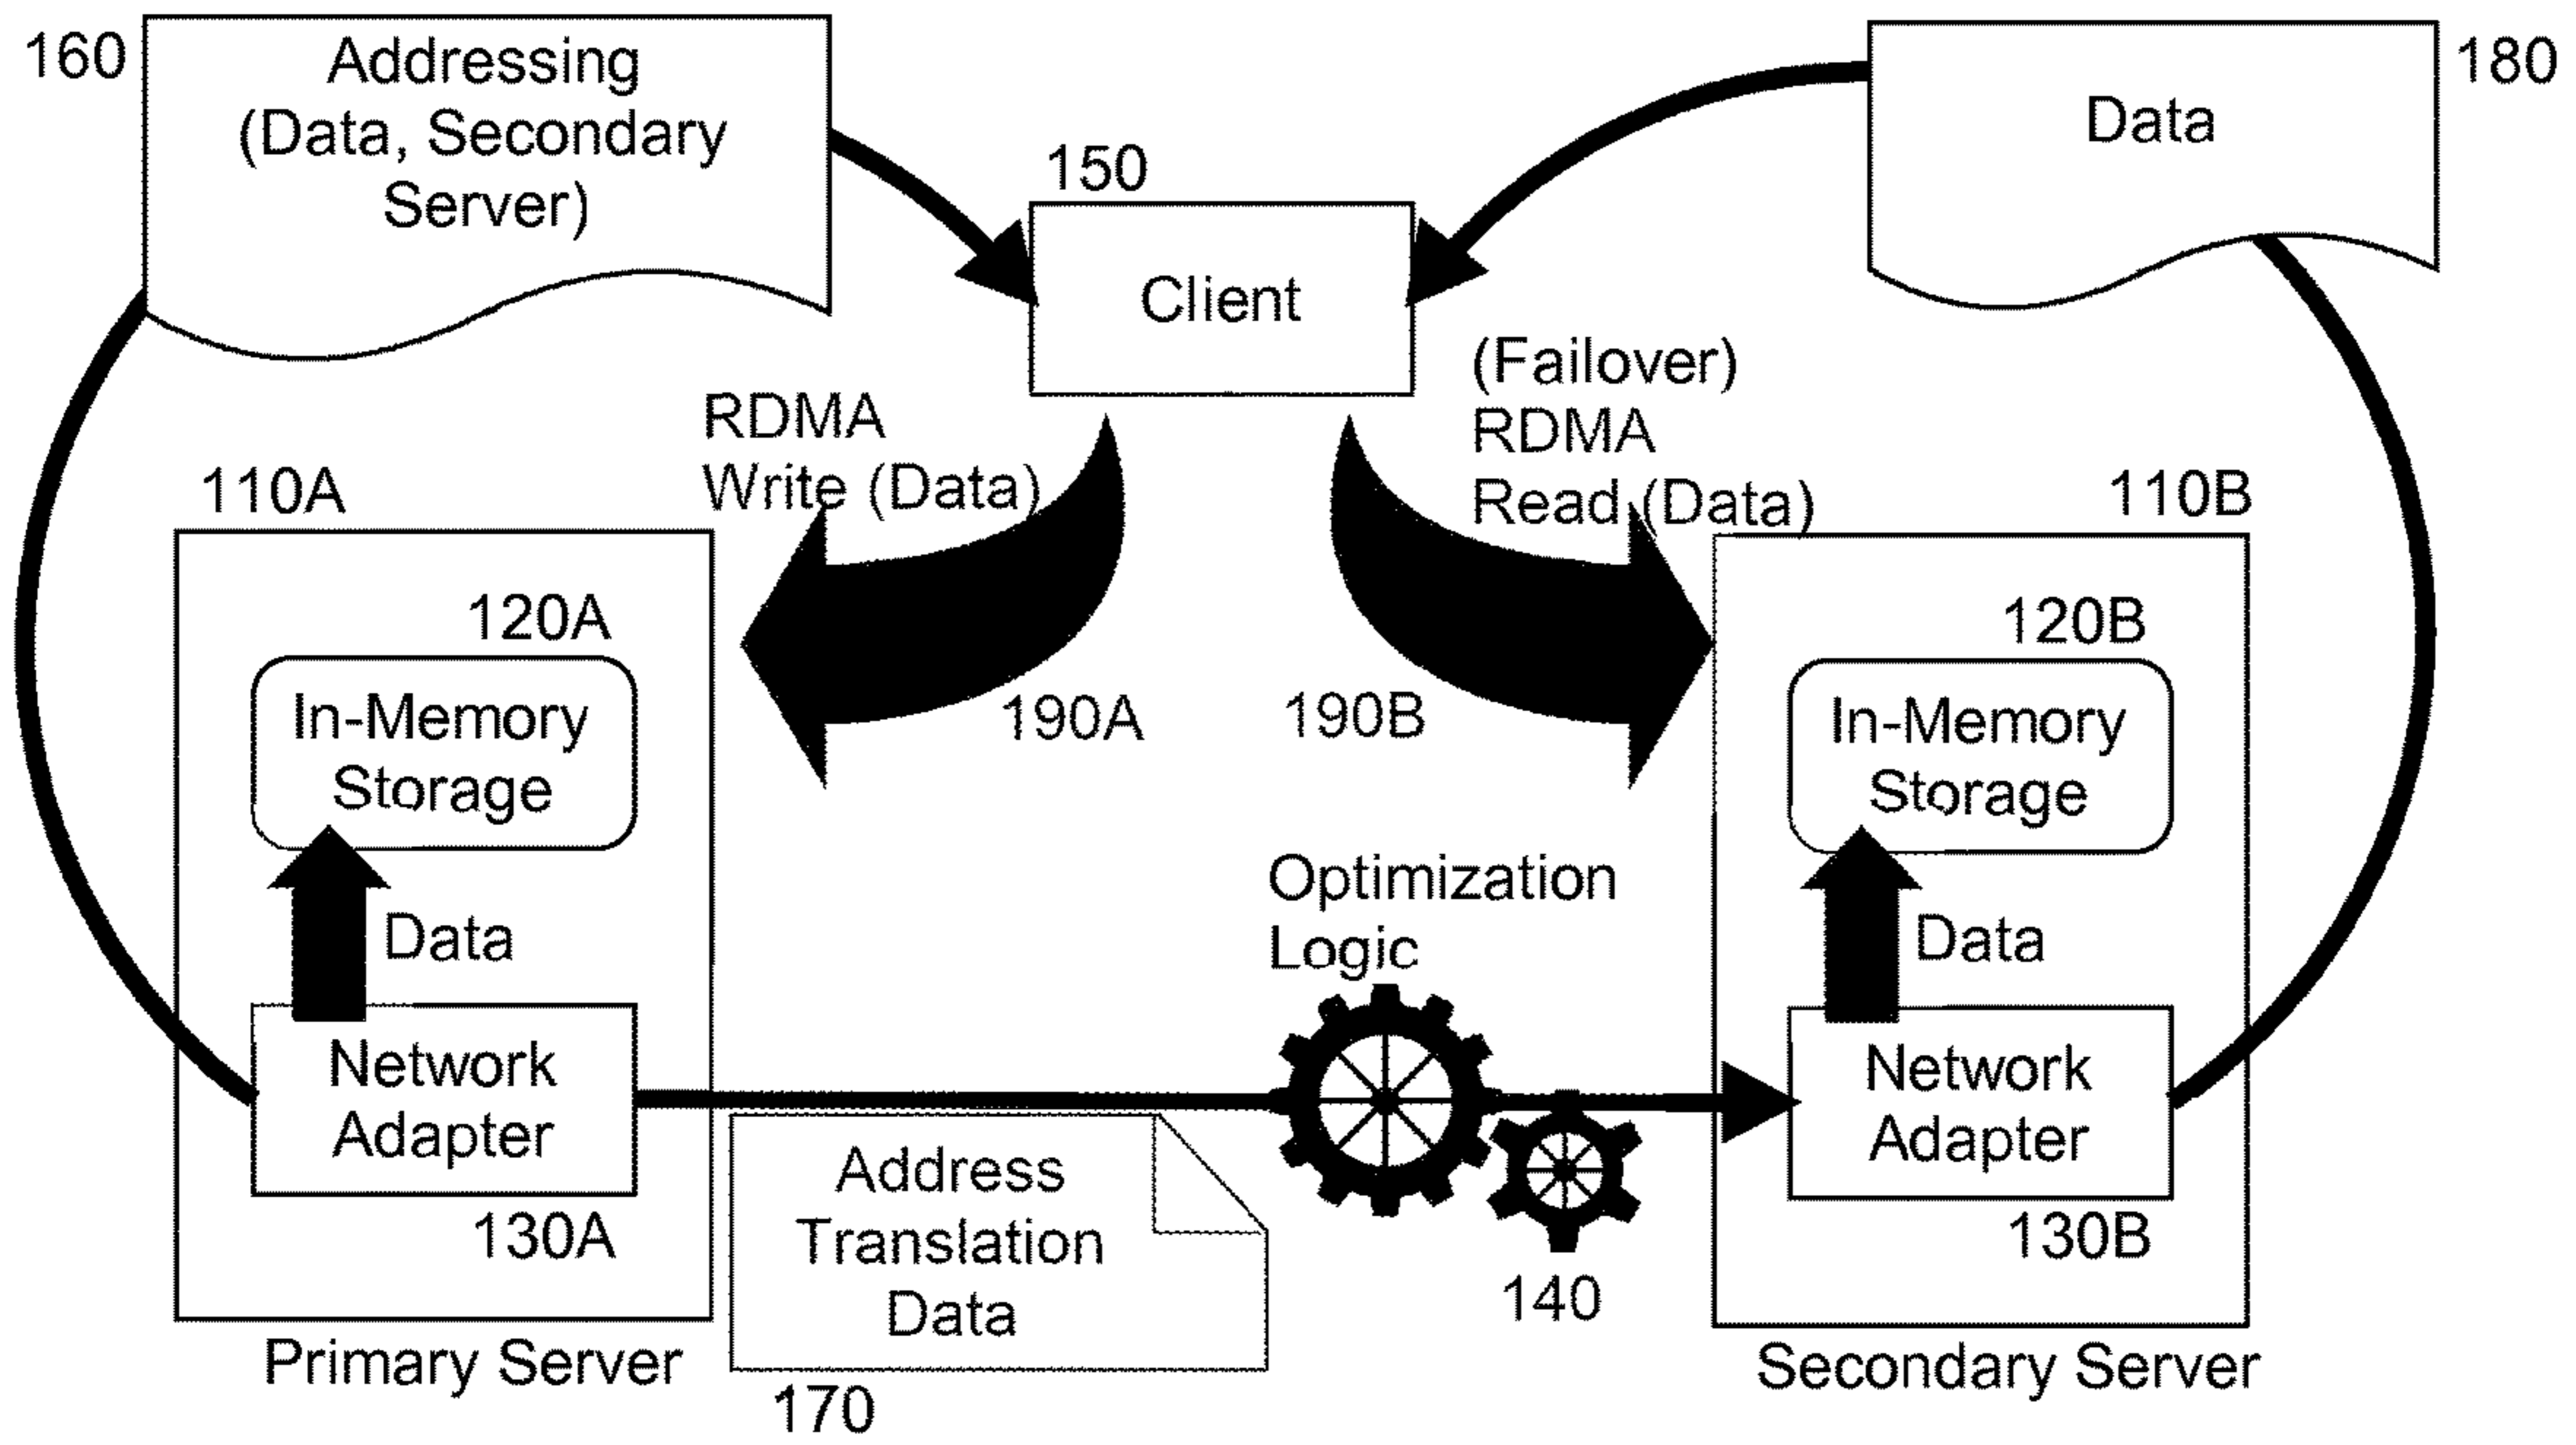 160
Addressing
(Data, Secondary
Server)
180
Data
150
Client
RDMA
Write (Data)
(Failover)
RDMA
Read (Data)
110A
110B
120A
In-Memory
Storage
190A
190B
120B
In-Memory
Storage
Data
Optimization
Logic
Data
Network
Adapter
130A
Address
Translation
Data
140
Network
Adapter
130B
Primary Server
170
Secondary Server